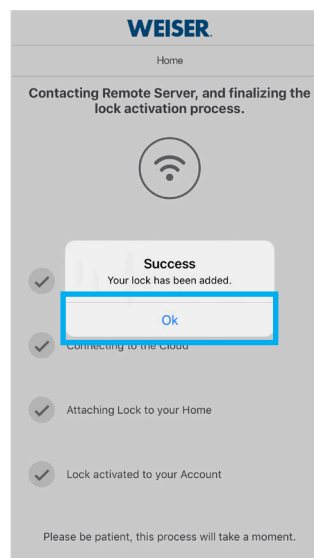 WEISER.
Home
Contacting Remote Server, and finalizing the
lock activation process.
Success
Your lock has been added.
Ok
Connecting to the Cloud
Attaching Lock to your Home
Lock activated to your Account
Please be patient, this process will take a moment.